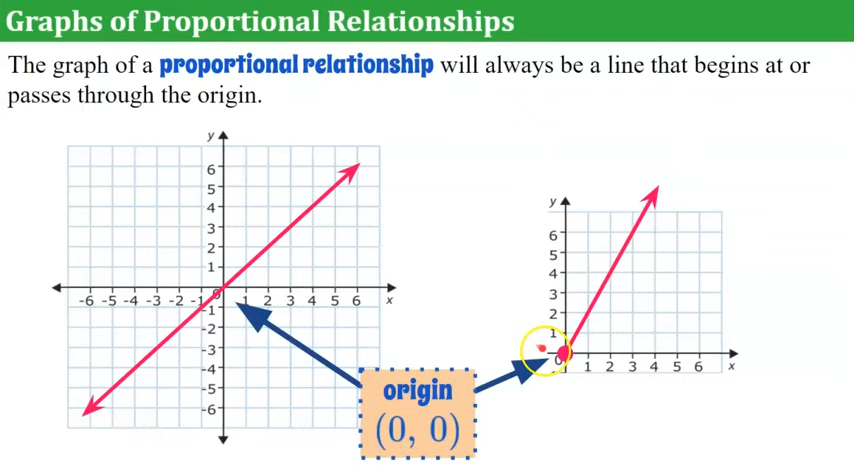 Graphs of Proportional Relationships
The graph of a proportional relationship will always be a line that begins at or
passes through the origin.
y
6
5
4
3
2
1
-6 -5 -4 -3 -2 -1 0 1 2 3 4 5 6 x
-1
-2
-3
-4
-5
-6
y
6
5
4
3
2
1
0 1 2 3 4 5 6 x
origin
(0, 0)